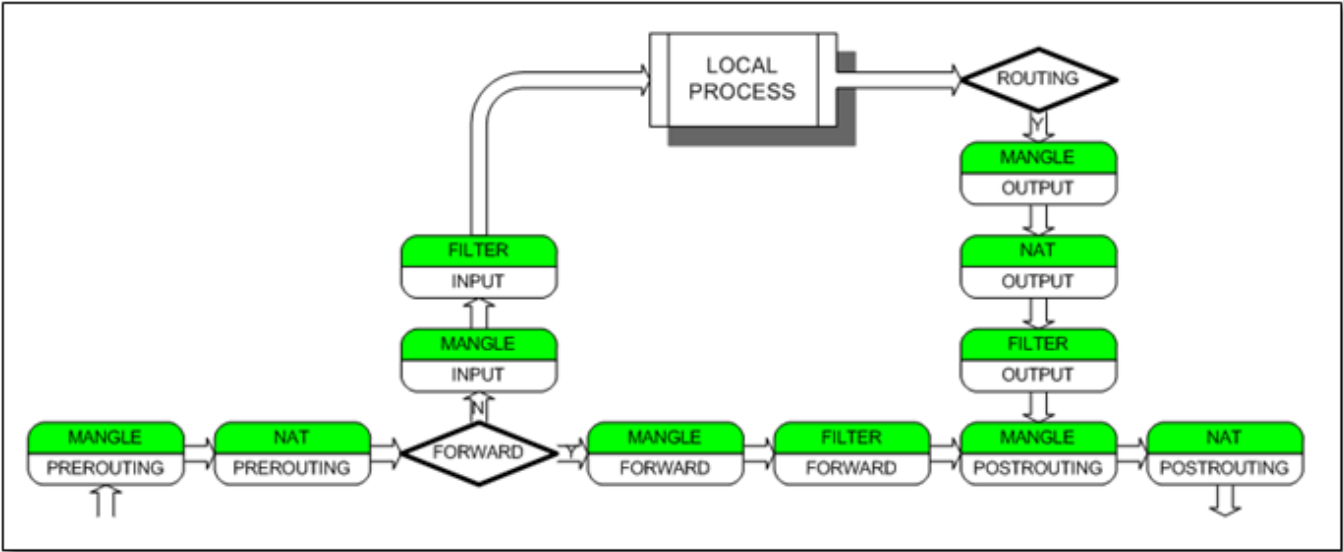 LOCAL
PROCESS
ROUTING
Y
MANGLE
OUTPUT
FILTER
INPUT
NAT
OUTPUT
MANGLE
INPUT
FILTER
OUTPUT
N
MANGLE
PREROUTING
NAT
PREROUTING
FORWARD
Y
MANGLE
FORWARD
FILTER
FORWARD
MANGLE
POSTROUTING
NAT
POSTROUTING